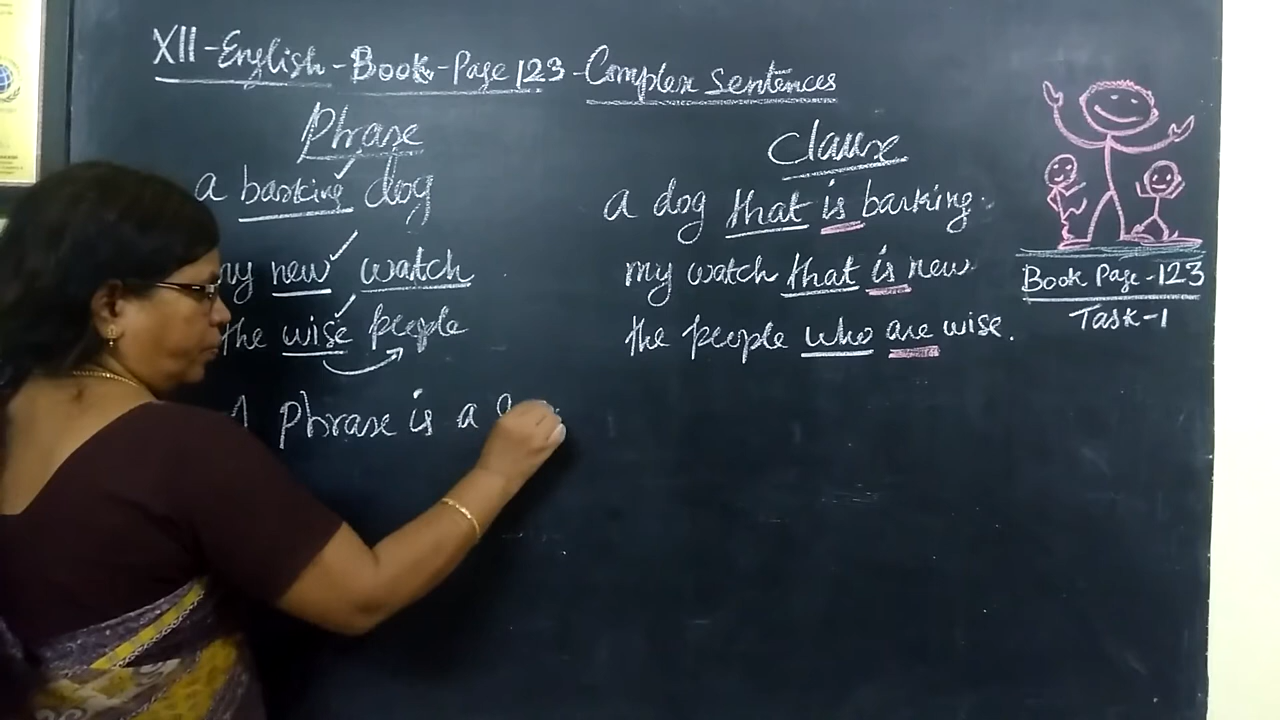 XII-English-Book-Page 123-Complex Sentences
Phrase
a barking dog
my new watch
the wise people
A Phrase is a
Clause
a dog that is barking.
my watch that is new.
the people who are wise.
Book Page-123
Task-1